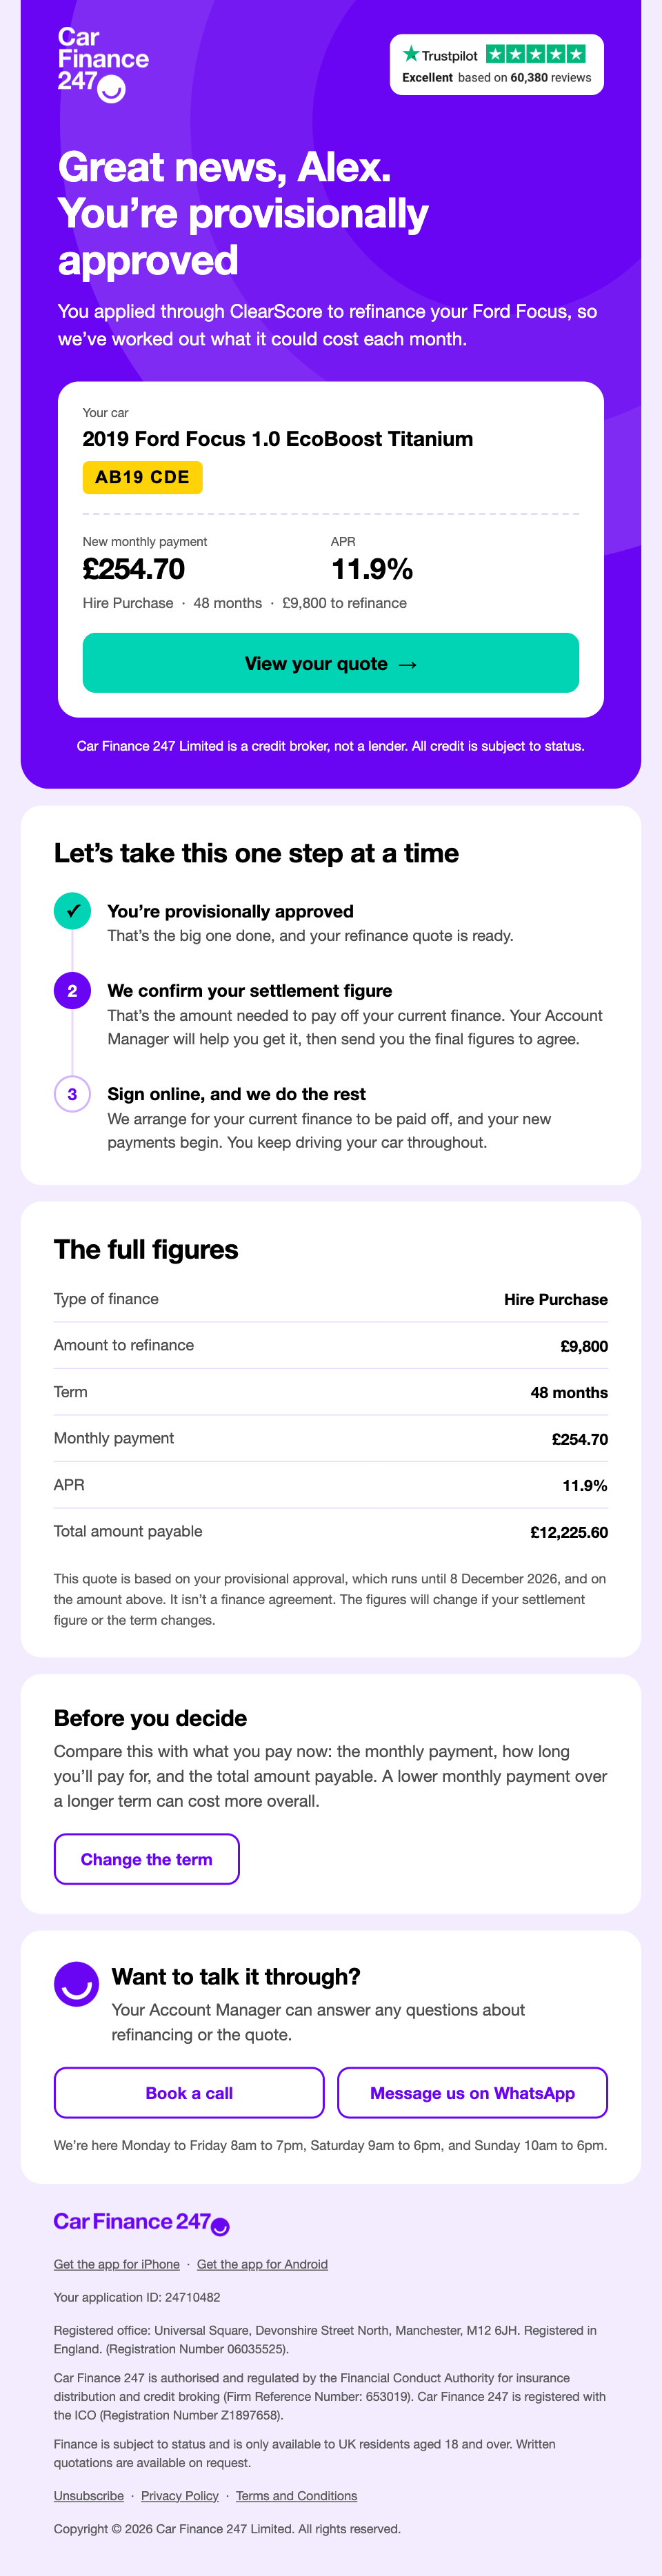 Car
Finance
247
Trustpilot
Excellent based on 60,380 reviews
Great news, Alex.
You’re provisionally
approved
You applied through ClearScore to refinance your Ford Focus, so
we’ve worked out what it could cost each month.
Your car
2019 Ford Focus 1.0 EcoBoost Titanium
AB19 CDE
New monthly payment
APR
£254.70
11.9%
Hire Purchase · 48 months · £9,800 to refinance
View your quote →
Car Finance 247 Limited is a credit broker, not a lender. All credit is subject to status.
Let’s take this one step at a time
✓
You’re provisionally approved
That’s the big one done, and your refinance quote is ready.
2
We confirm your settlement figure
That’s the amount needed to pay off your current finance. Your Account
Manager will help you get it, then send you the final figures to agree.
3
Sign online, and we do the rest
We arrange for your current finance to be paid off, and your new
payments begin. You keep driving your car throughout.
The full figures
Type of finance Hire Purchase
Amount to refinance £9,800
Term 48 months
Monthly payment £254.70
APR 11.9%
Total amount payable £12,225.60
This quote is based on your provisional approval, which runs until 8 December 2026, and on
the amount above. It isn’t a finance agreement. The figures will change if your settlement
figure or the term changes.
Before you decide
Compare this with what you pay now: the monthly payment, how long
you’ll pay for, and the total amount payable. A lower monthly payment over
a longer term can cost more overall.
Change the term
Want to talk it through?
Your Account Manager can answer any questions about
refinancing or the quote.
Book a call
Message us on WhatsApp
We’re here Monday to Friday 8am to 7pm, Saturday 9am to 6pm, and Sunday 10am to 6pm.
Car Finance 247
Get the app for iPhone · Get the app for Android
Your application ID: 24710482
Registered office: Universal Square, Devonshire Street North, Manchester, M12 6JH. Registered in
England. (Registration Number 06035525).
Car Finance 247 is authorised and regulated by the Financial Conduct Authority for insurance
distribution and credit broking (Firm Reference Number: 653019). Car Finance 247 is registered with
the ICO (Registration Number Z1897658).
Finance is subject to status and is only available to UK residents aged 18 and over. Written
quotations are available on request.
Unsubscribe · Privacy Policy · Terms and Conditions
Copyright © 2026 Car Finance 247 Limited. All rights reserved.